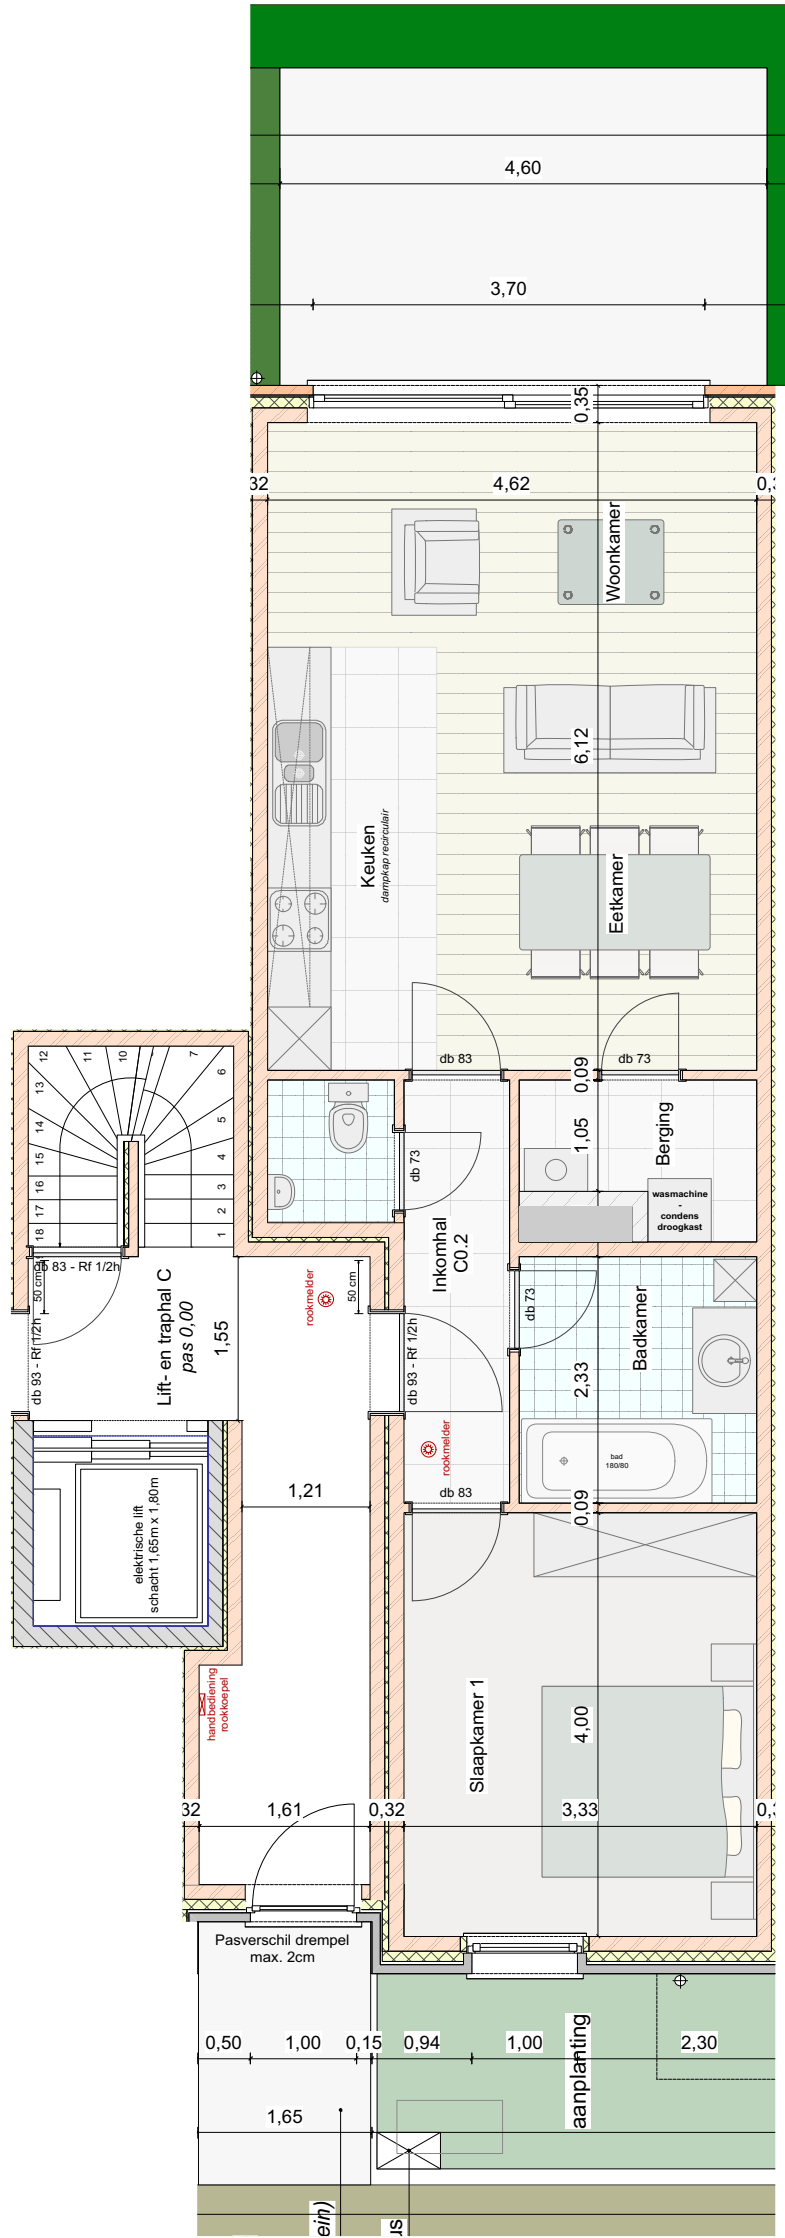 4,60
3,70
0,35
32
4,62
Woonkamer
6,12
Keuken
dampkap recirculair
Eetkamer
db 83
db 73
0,09
1,05
Berging
wasmachine
-
condens
droogkast
12
11
10
7
6
13
14
5
15
4
16
3
17
2
18
1
db 73
Inkomhal
C0.2
db 83 - Rf 1/2h
50 cm
rookmelder
50 cm
db 73
Badkamer
db 93 - Rf 1/2h
Lift- en traphal C
pas 0,00
1,55
db 93 - Rf 1/2h
2,33
rookmelder
bad
180/80
db 83
1,21
0,09
elektrische lift
schacht 1,65m x 1,80m
handbediening
rookkoepel
Slaapkamer 1
4,00
32
1,61
0,32
3,33
Pasverschil drempel
max. 2cm
0,50
1,00
0,15
0,94
1,00
2,30
aanplanting
1,65
ein)
us